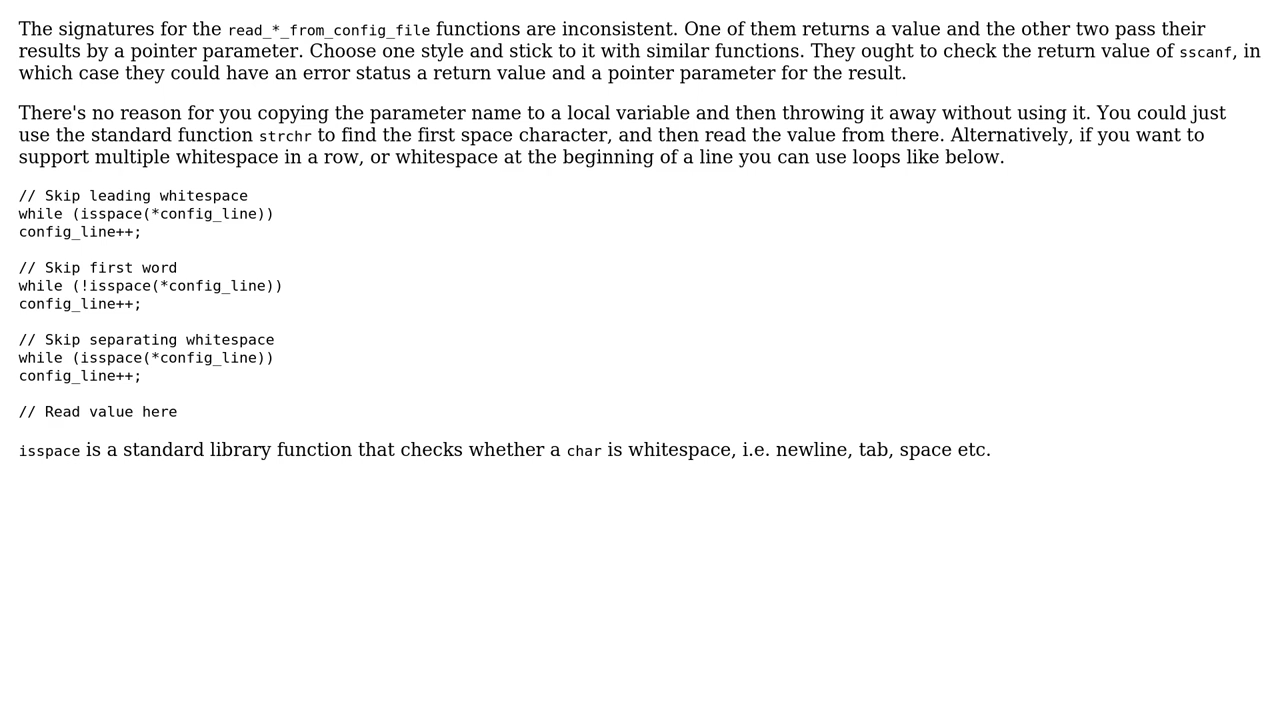 The signatures for the read_*_from_config_file functions are inconsistent. One of them returns a value and the other two pass their
results by a pointer parameter. Choose one style and stick to it with similar functions. They ought to check the return value of sscanf, in
which case they could have an error status a return value and a pointer parameter for the result.
There's no reason for you copying the parameter name to a local variable and then throwing it away without using it. You could just
use the standard function strchr to find the first space character, and then read the value from there. Alternatively, if you want to
support multiple whitespace in a row, or whitespace at the beginning of a line you can use loops like below.
// Skip leading whitespace
while (isspace(*config_line))
config_line++;
// Skip first word
while (!isspace(*config_line))
config_line++;
// Skip separating whitespace
while (isspace(*config_line))
config_line++;
// Read value here
isspace is a standard library function that checks whether a char is whitespace, i.e. newline, tab, space etc.